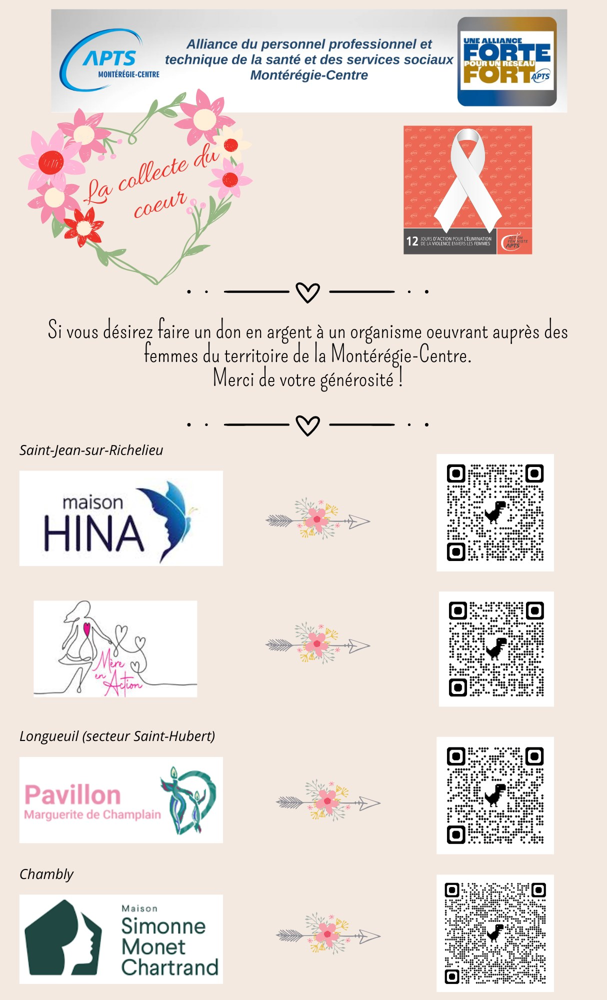 APTS
MONTÉRÉGIE-CENTRE
Alliance du personnel professionnel et
technique de la santé et des services sociaux
Montérégie-Centre
UNE ALLIANCE
FORTE
POUR UN RÉSEAU
FORT
APTS
La collecte du
coeur
12 JOURS D'ACTION POUR L'ÉLIMINATION
DE LA VIOLENCE ENVERS LES FEMMES
ACTION
FÉMINISTE
APTS
Si vous désirez faire un don en argent à un organisme oeuvrant auprès des
femmes du territoire de la Montérégie-Centre.
Merci de votre générosité !
Saint-Jean-sur-Richelieu
maison
HINA
Mère
en
Action
Longueuil (secteur Saint-Hubert)
Pavillon
Marguerite de Champlain
Chambly
Maison
Simonne
Monet
Chartrand